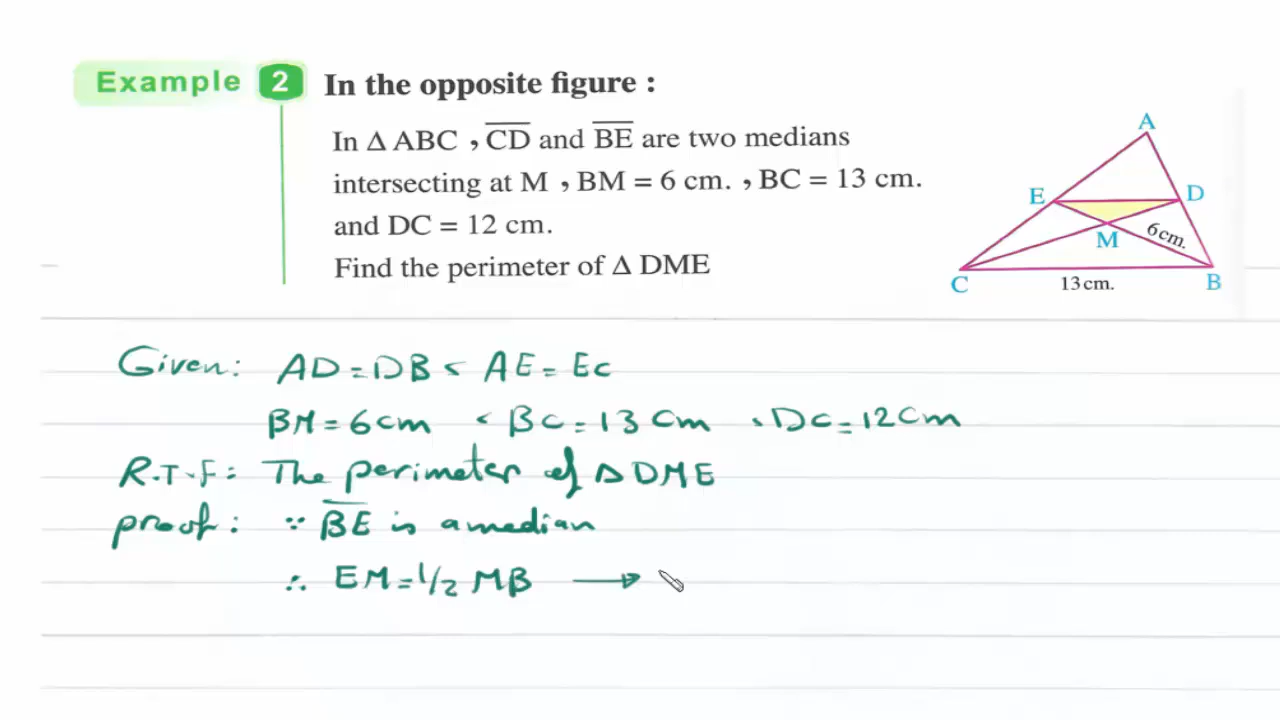 Example 2 In the opposite figure :
In Δ ABC , CD and BE are two medians
intersecting at M , BM = 6 cm. , BC = 13 cm.
and DC = 12 cm.
Find the perimeter of Δ DME
A
E
D
M
6cm.
C
13cm.
B
Given: AD = DB , AE = EC
BM = 6cm , BC = 13 Cm , DC = 12Cm
R.T.F: The perimeter of Δ DME
proof: ∵ BE is a median
∴ EM = 1/2 MB →